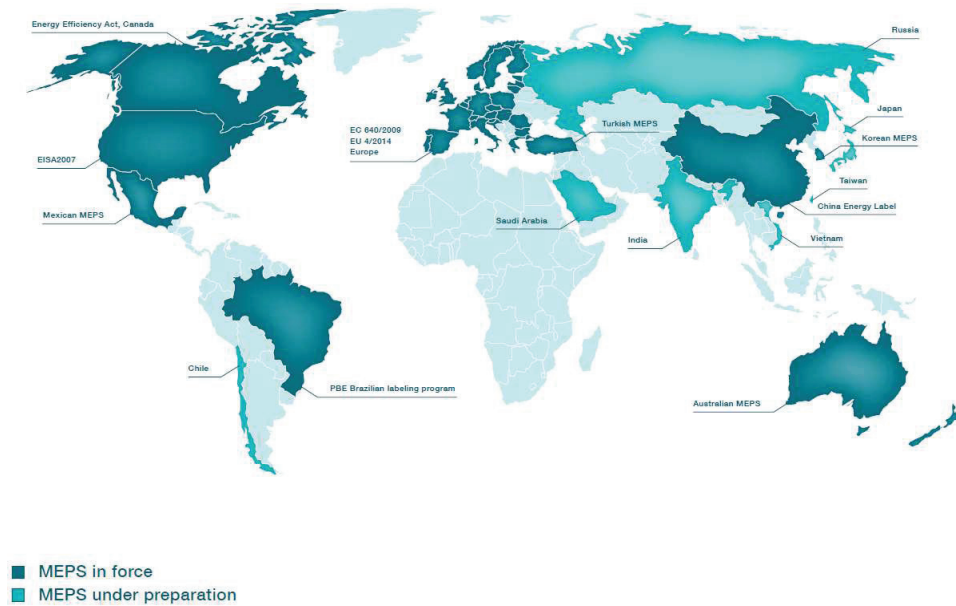 Energy Efficiency Act, Canada
Russia
Japan
EC 640/2009
EU 4/2014
Europe
Turkish MEPS
Korean MEPS
EISA2007
Taiwan
Mexican MEPS
Saudi Arabia
China Energy Label
India
Vietnam
Chile
PBE Brazilian labeling program
Australian MEPS
MEPS in force
MEPS under preparation